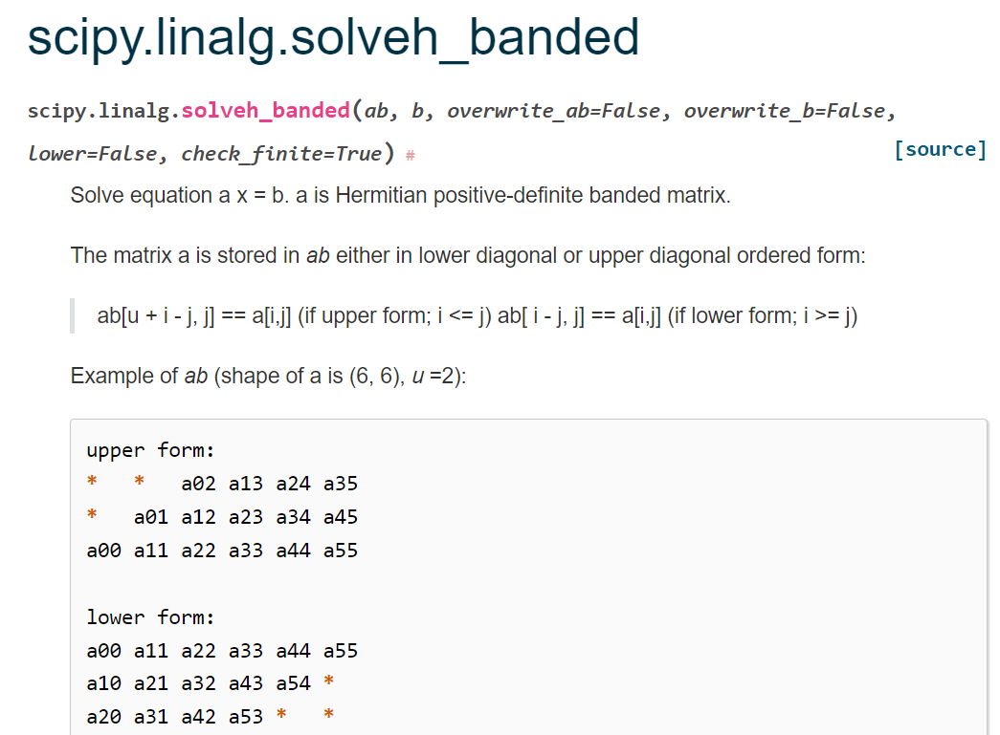 scipy.linalg.solveh_banded
scipy.linalg.solveh_banded(ab, b, overwrite_ab=False, overwrite_b=False,
lower=False, check_finite=True) #
[source]
Solve equation a x = b. a is Hermitian positive-definite banded matrix.
The matrix a is stored in ab either in lower diagonal or upper diagonal ordered form:
ab[u + i - j, j] == a[i,j] (if upper form; i <= j) ab[ i - j, j] == a[i,j] (if lower form; i >= j)
Example of ab (shape of a is (6, 6), u =2):
upper form:
*   *   a02 a13 a24 a35
*   a01 a12 a23 a34 a45
a00 a11 a22 a33 a44 a55
lower form:
a00 a11 a22 a33 a44 a55
a10 a21 a32 a43 a54 *
a20 a31 a42 a53 *   *